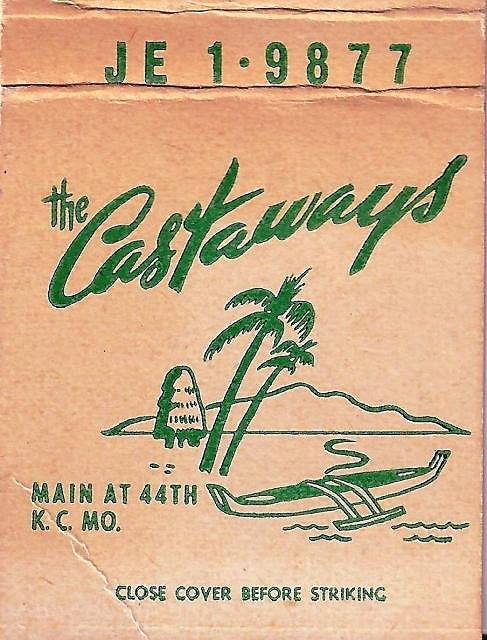 JE 1·9877
the Castaways
MAIN AT 44TH
K. C. MO.
CLOSE COVER BEFORE STRIKING